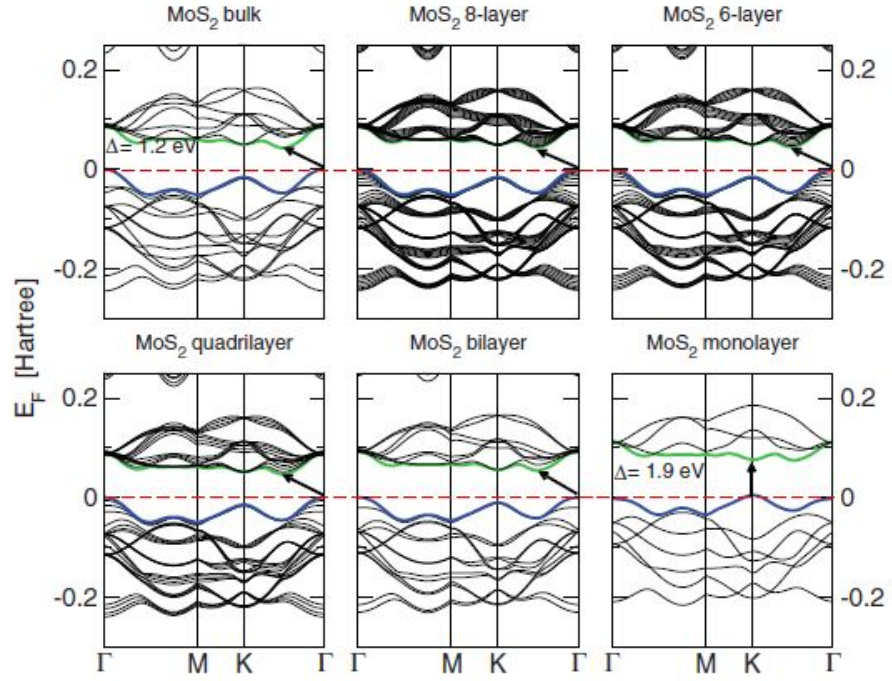 MoS2 bulk MoS2 8-layer MoS2 6-layer
0.2 0.2
Δ= 1.2 eV
0 0
-0.2 -0.2
MoS2 quadrilayer MoS2 bilayer MoS2 monolayer
EF [Hartree]
0.2 0.2
Δ= 1.9 eV
0 0
-0.2 -0.2
Γ M K Γ M K Γ M K Γ